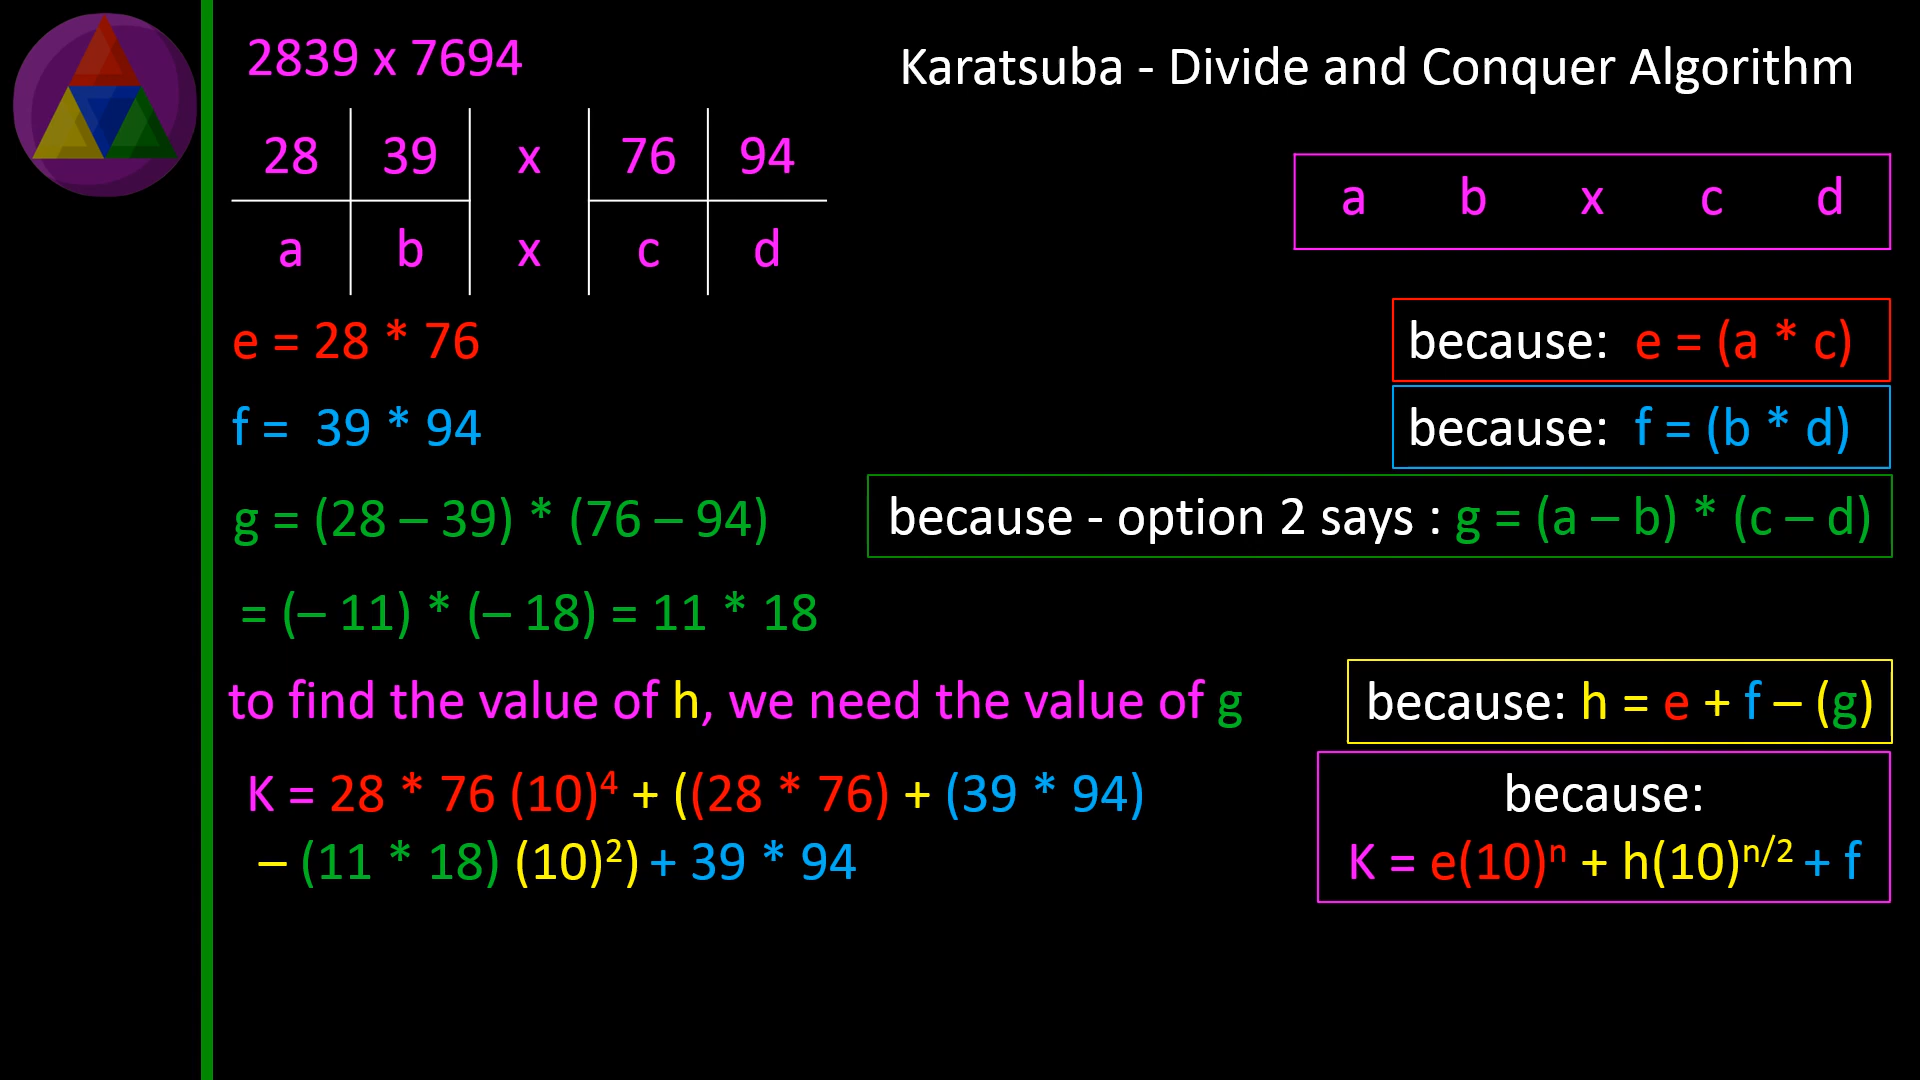 2839 x 7694
Karatsuba - Divide and Conquer Algorithm
28 39 x 76 94
a b x c d
a b x c d
e = 28 * 76
because: e = (a * c)
f = 39 * 94
because: f = (b * d)
g = (28 – 39) * (76 – 94)
because - option 2 says : g = (a – b) * (c – d)
= (– 11) * (– 18) = 11 * 18
to find the value of h, we need the value of g
because: h = e + f – (g)
K = 28 * 76 (10)⁴ + ((28 * 76) + (39 * 94)
– (11 * 18) (10)²) + 39 * 94
because:
K = e(10)ⁿ + h(10)ⁿ/² + f